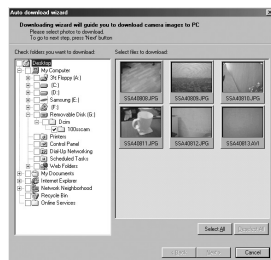 Auto download wizard
Downloading wizard will guide you to download camera images to PC
Please select photos to download.
To go to next step, press 'Next' button
Check folders you want to download:
Select files to download:
Desktop
My Computer
3½ Floppy (A:)
(C:)
(D:)
Samsung (E:)
(F:)
Removable Disk (G:)
Dcim
100sscam
Printers
Control Panel
Dial-Up Networking
Scheduled Tasks
Web Folders
My Documents
Internet Explorer
Network Neighborhood
Recycle Bin
Online Services
SSA40808.JPG
SSA40809.JPG
SSA40810.JPG
SSA40811.JPG
SSA40812.JPG
SSA40813.AVI
Select All
Unselect All
< Back
Next >
Cancel